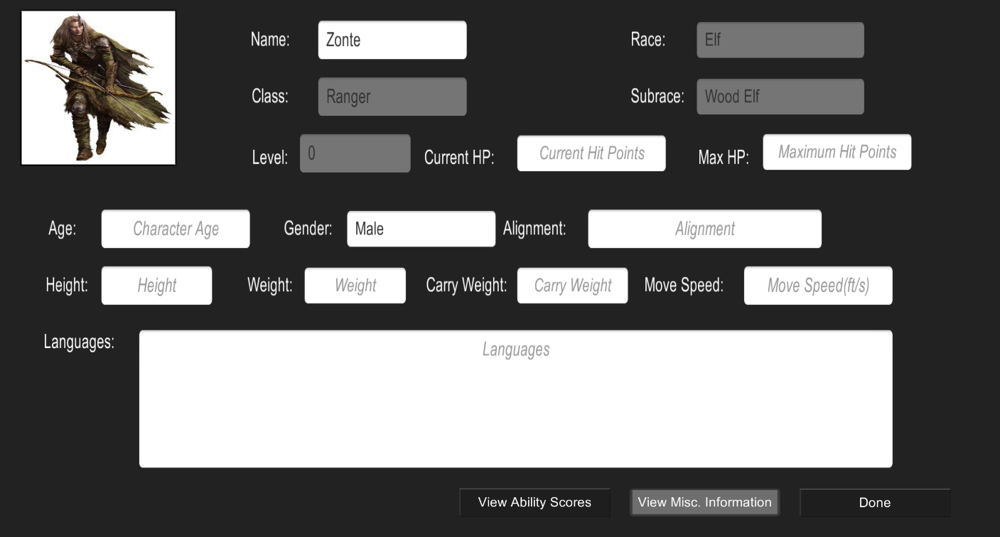 Name: Zonte Race: Elf
Class: Ranger Subrace: Wood Elf
Level: 0 Current HP: Current Hit Points Max HP: Maximum Hit Points
Age: Character Age Gender: Male Alignment: Alignment
Height: Height Weight: Weight Carry Weight: Carry Weight Move Speed: Move Speed(ft/s)
Languages: Languages
View Ability Scores View Misc. Information Done